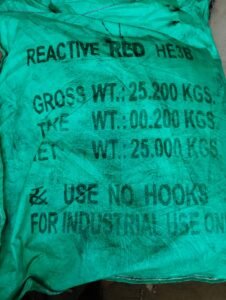 REACTIVE RED HE3B
GROSS WT.: 25.200 KGS.
WT.: 00.200 KGS.
WT.: 25.000 KGS.
& USE NO HOOKS
FOR INDUSTRIAL USE ON